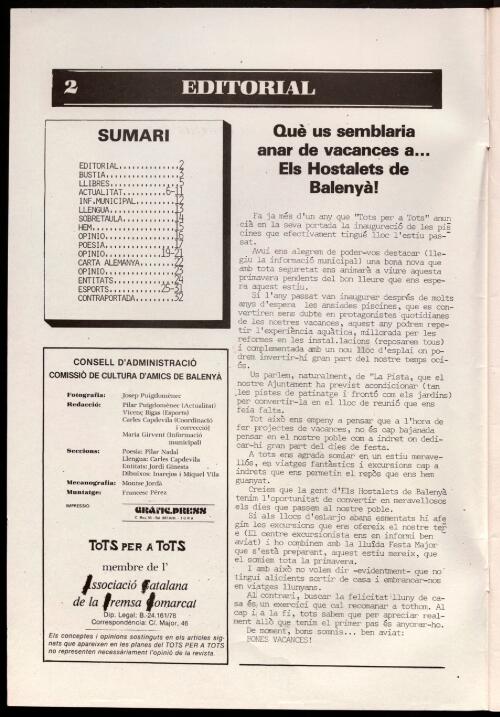 2 EDITORIAL
SUMARI
EDITORIAL..............2
BUSTIA.................2
LLIBRES................5
ACTUALITAT..........6-11
INF.MUNICIPAL.........12
LLENGUA...............13
SOBRETAULA............14
HEM...................15
OPINIO................16
POESIA................17
OPINIO.............19-21
CARTA ALEMANYA........22
OPINIO................23
ENTITATS..............24
ESPORTS............25-31
CONTRAPORTADA.........32
CONSELL D'ADMINISTRACIÓ
COMISSIÓ DE CULTURA D'AMICS DE BALENYÀ
Fotografia: Josep Puigdomènec
Redacció: Pilar Puigdomènec (Actualitat)
Vicenç Bigas (Esports)
Carles Capdevila (Coordinació
i correcció)
Maria Girvent (Informació
municipal)
Seccions: Poesia: Pilar Nadal
Llengua: Carles Capdevila
Entitats: Jordi Ginesta
Dibuixos: Inarejos i Miquel Vila
Mecanografia: Montse Jordà
Muntatge: Francesc Pérez
IMPRESSIÓ: GRÀFIC.PRESS
TOTS PER A TOTS
membre de l'
Associació Catalana
de la Premsa Comarcal
Dip. Legal: B.-24.161/78
Correspondència: C/. Major, 46
Els conceptes i opinions sostinguts en els articles sig-
nats que apareixen en les planes del TOTS PER A TOTS
no representen necessàriament l'opinió de la revista.
Què us semblaria
anar de vacances a...
Els Hostalets de
Balenyà!
Fa ja més d'un any que "Tots per a Tots" anun
cià en la seva portada la inauguració de les pis
cines que efectivament tingué lloc l'estiu pas-
sat.
Avui ens alegrem de poder-vos destacar (lle-
giu la informació municipal) una bona nova que
amb tota seguretat ens animarà a viure aquesta
primavera pendents del bon lleure que ens espe-
ra aquest estiu.
Si l'any passat van inaugurar després de molts
anys d'espera les ansiades piscines, que es con-
vertiren sens dubte en protagonistes quotidianes
de les nostres vacances, aquest any podrem repe-
tir l'experiència aquàtica, millorada per les
reformes en les instal.lacions (reposarem tous)
i complementada amb un nou lloc d'esplai on po-
drem invertir-hi gran part del nostre temps oci-
ós.
Us parlem, naturalment, de "La Pista, que el
nostre Ajuntament ha previst acondicionar (tan
les pistes de patinatge i frontó com els jardins)
per convertir-la en el lloc de reunió que ens
feia falta.
Tot això ens empeny a pensar que a l'hora de
fer projectes de vacances, no és cap bajanada
pensar en el nostre poble com a indret on dedi-
car-hi gran part del dies de festa.
A tots ens agrada somiar en un estiu merave-
llós, en viatges fantàstics i excursions cap a
indrets que ens permetin el repòs que ens hem
guanyat.
Creiem que la gent d'Els Hostalets de Balenyà
tenim l'oportunitat de convertir en meravellosos
els dies que passem al nostre poble.
Si als llocs d'esbarjo abans esmentats hi afe
gim les excursions que ens ofereix el nostre ter
e (El centre excursionista ens en informi ben
aviat) i ho combinem amb la lluïda Festa Major
que s'està preparant, aquest estiu mereix, que
el somiem tota la primavera.
I amb això no volem dir -evidentment- que no
tingui alicients sortir de casa i embrancar-nos
en viatges llunyans.
Al contrari, buscar la felicitat lluny de ca-
sa és un exercici que cal recomanar a tothom. Al
cap i a la fi, tots sabem que per apreciar real-
ment allò que tenim el primer pas és anyorar-ho.
De moment, bons somnis... ben aviat:
BONES VACANCES!